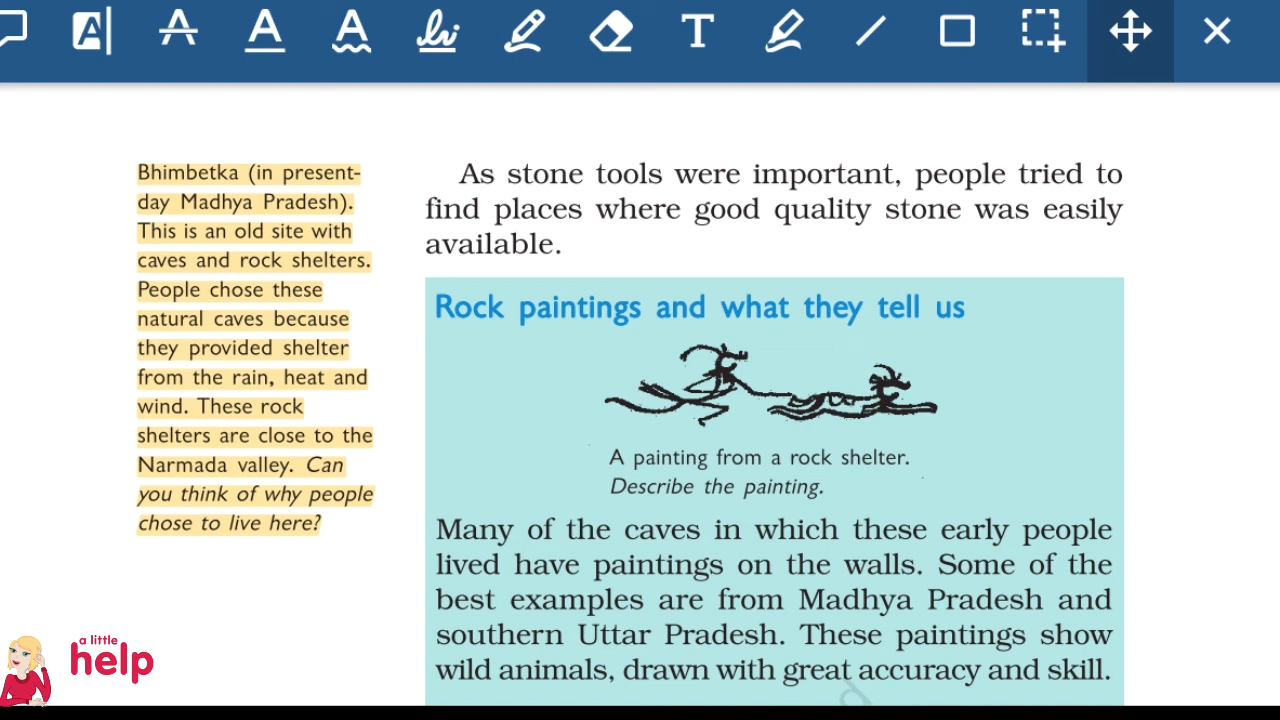 A
A
A
A
T
Bhimbetka (in present-
day Madhya Pradesh).
This is an old site with
caves and rock shelters.
People chose these
natural caves because
they provided shelter
from the rain, heat and
wind. These rock
shelters are close to the
Narmada valley. Can
you think of why people
chose to live here?
As stone tools were important, people tried to
find places where good quality stone was easily
available.
Rock paintings and what they tell us
A painting from a rock shelter.
Describe the painting.
Many of the caves in which these early people
lived have paintings on the walls. Some of the
best examples are from Madhya Pradesh and
southern Uttar Pradesh. These paintings show
wild animals, drawn with great accuracy and skill.
a little
help